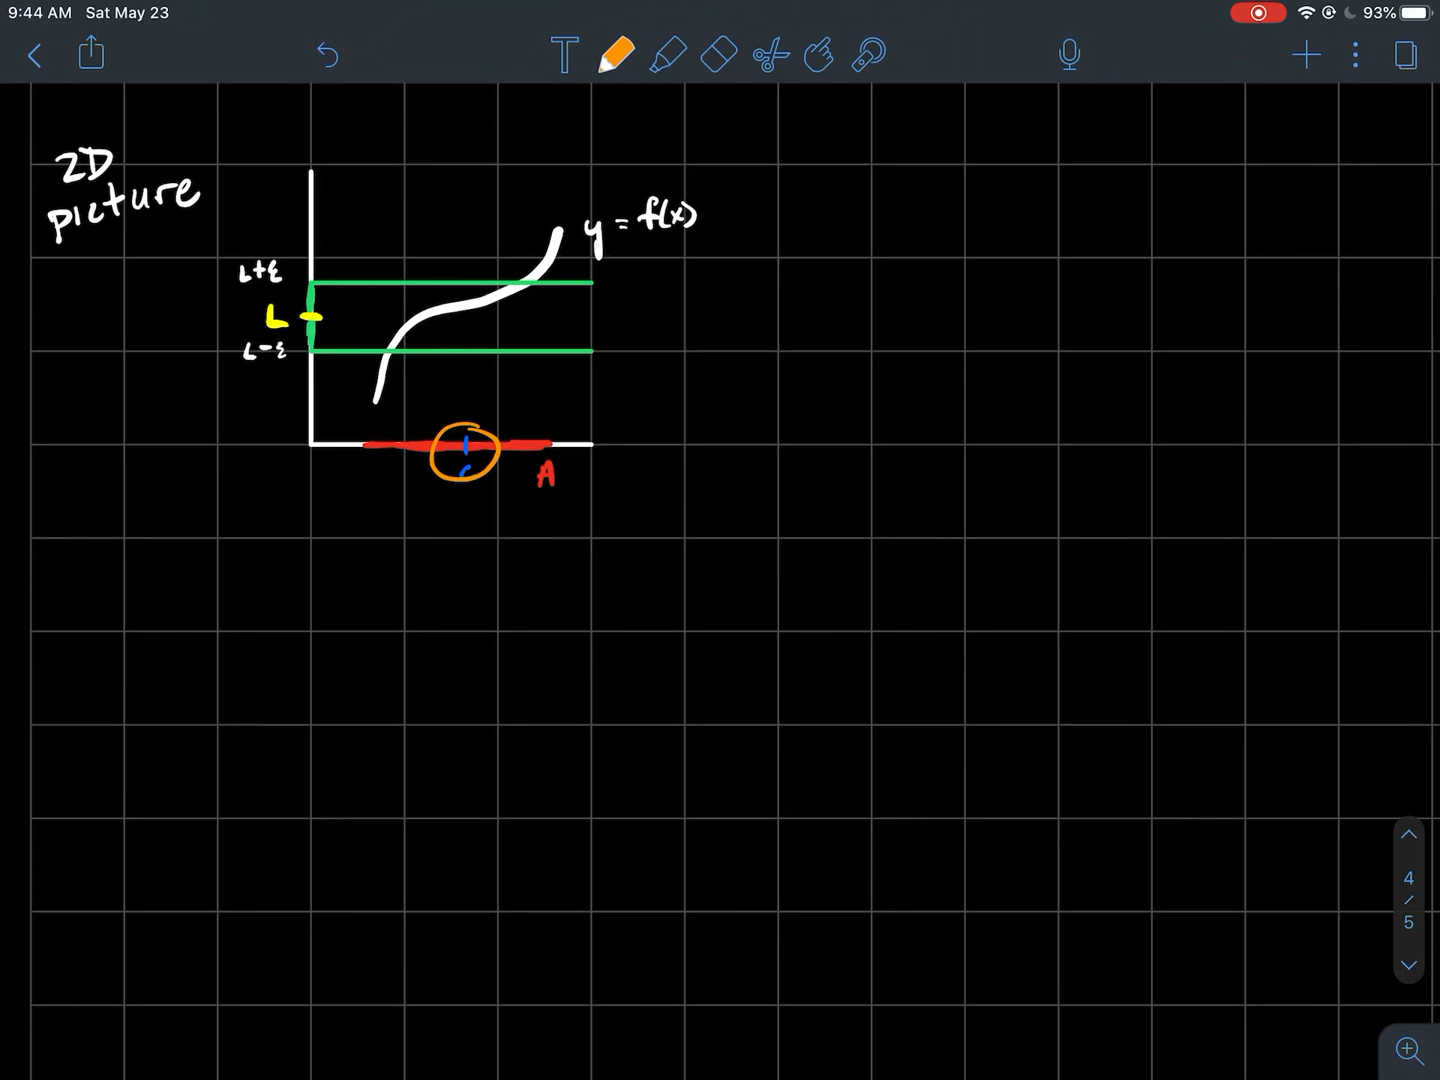 9:44 AM Sat May 23
93%
2D
picture
y = f(x)
L+ε
L
L-ε
c
A
4
/
5